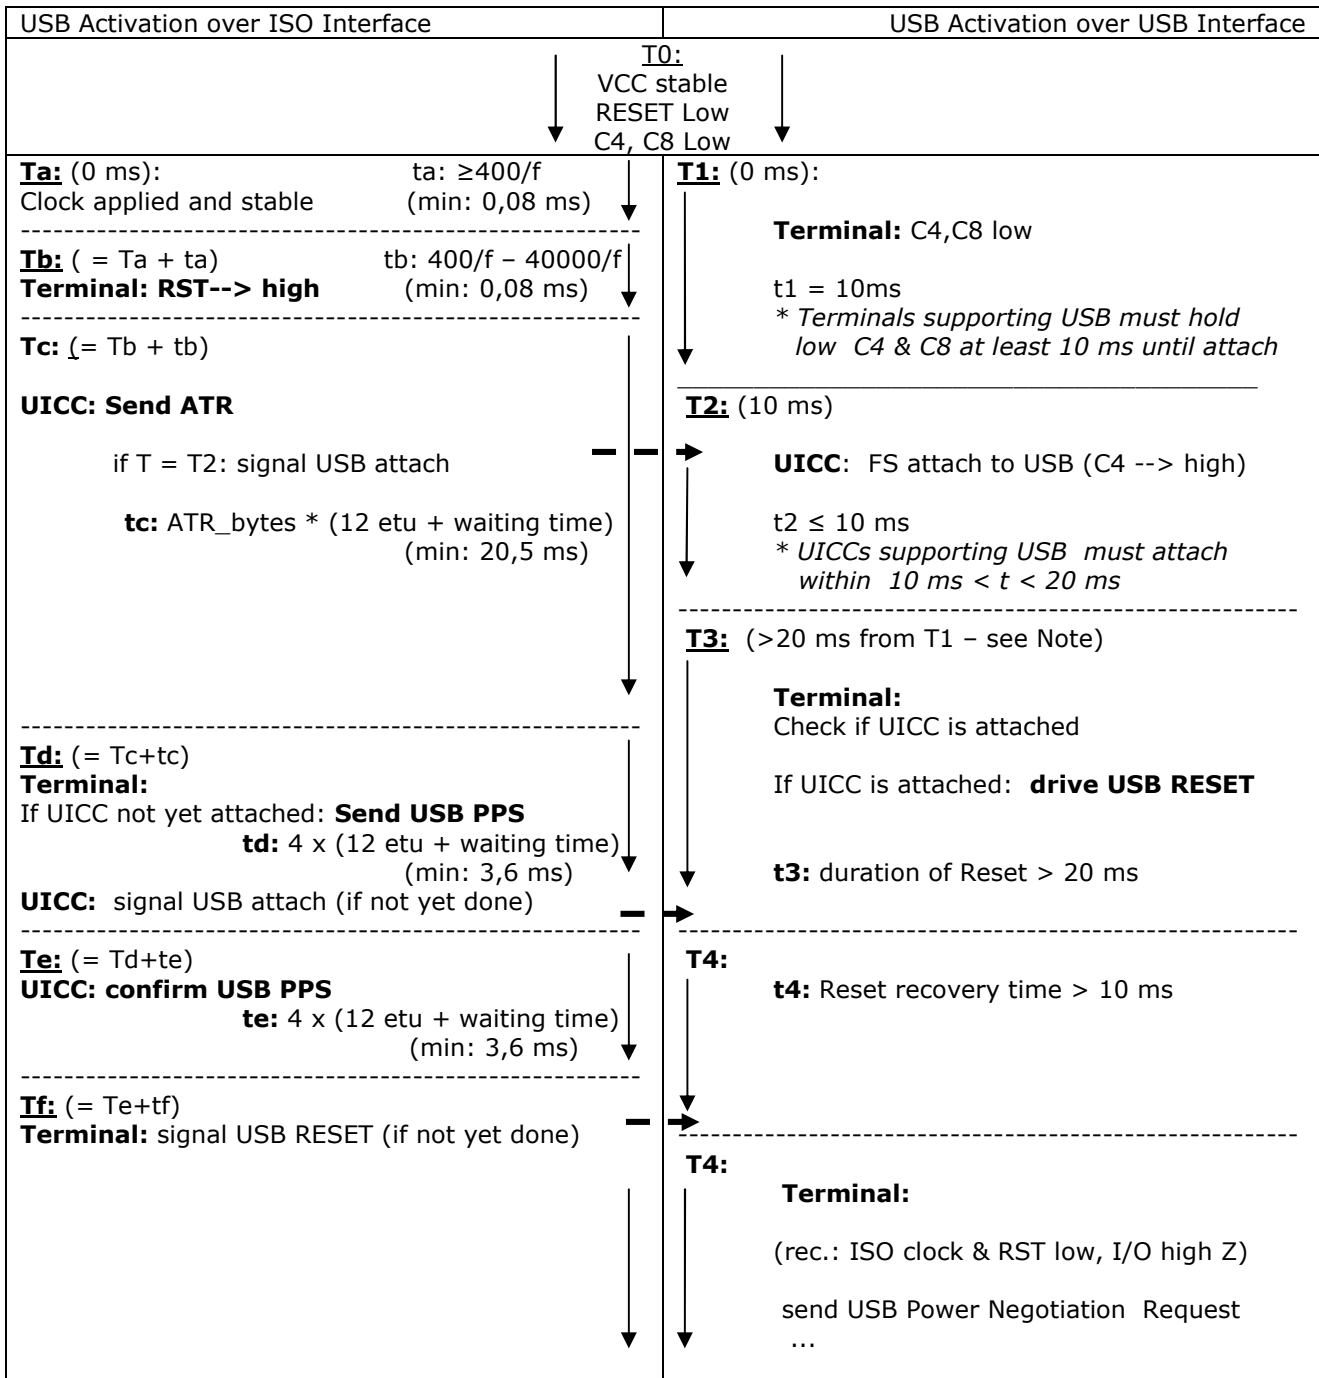 USB Activation over ISO Interface
USB Activation over USB Interface
T0:
VCC stable
RESET Low
C4, C8 Low
Ta: (0 ms): ta: ≥400/f
Clock applied and stable (min: 0,08 ms)
Tb: ( = Ta + ta) tb: 400/f – 40000/f
Terminal: RST--> high (min: 0,08 ms)
Tc: (= Tb + tb)
UICC: Send ATR
if T = T2: signal USB attach
tc: ATR_bytes * (12 etu + waiting time)
(min: 20,5 ms)
Td: (= Tc+tc)
Terminal:
If UICC not yet attached: Send USB PPS
td: 4 x (12 etu + waiting time)
(min: 3,6 ms)
UICC: signal USB attach (if not yet done)
Te: (= Td+te)
UICC: confirm USB PPS
te: 4 x (12 etu + waiting time)
(min: 3,6 ms)
Tf: (= Te+tf)
Terminal: signal USB RESET (if not yet done)
T1: (0 ms):
Terminal: C4,C8 low
t1 = 10ms
* Terminals supporting USB must hold
low C4 & C8 at least 10 ms until attach
T2: (10 ms)
UICC: FS attach to USB (C4 --> high)
t2 ≤ 10 ms
* UICCs supporting USB must attach
within 10 ms < t < 20 ms
T3: (>20 ms from T1 – see Note)
Terminal:
Check if UICC is attached
If UICC is attached: drive USB RESET
t3: duration of Reset > 20 ms
T4:
t4: Reset recovery time > 10 ms
T4:
Terminal:
(rec.: ISO clock & RST low, I/O high Z)
send USB Power Negotiation Request
...